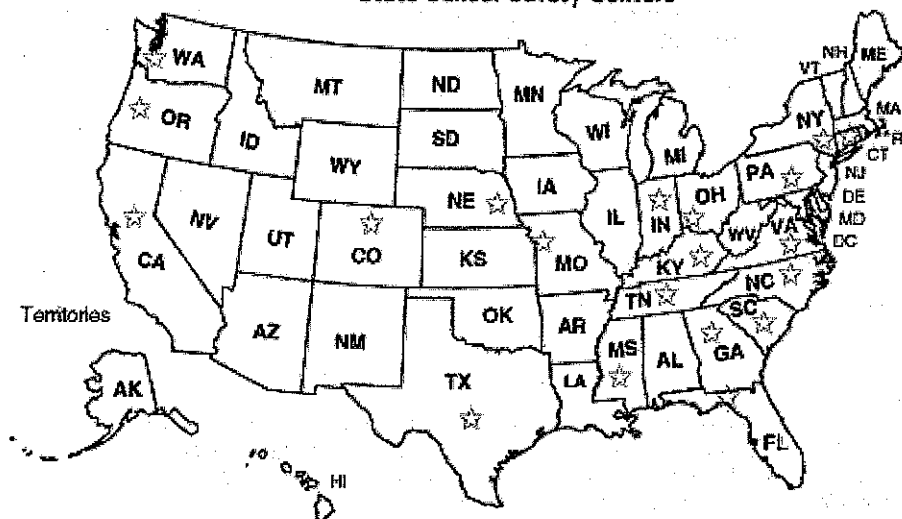 State School Safety Centers
WA
MT
ND
MN
VT
NH
ME
OR
ID
SD
WI
MI
NY
MA
CT
WY
IA
PA
NJ
NE
IL
IN
OH
DE
NV
UT
CO
KS
MO
WV
VA
MD
DC
CA
KY
NC
Territories
AZ
NM
OK
AR
TN
SC
MS
AL
GA
TX
LA
AK
FL
HI